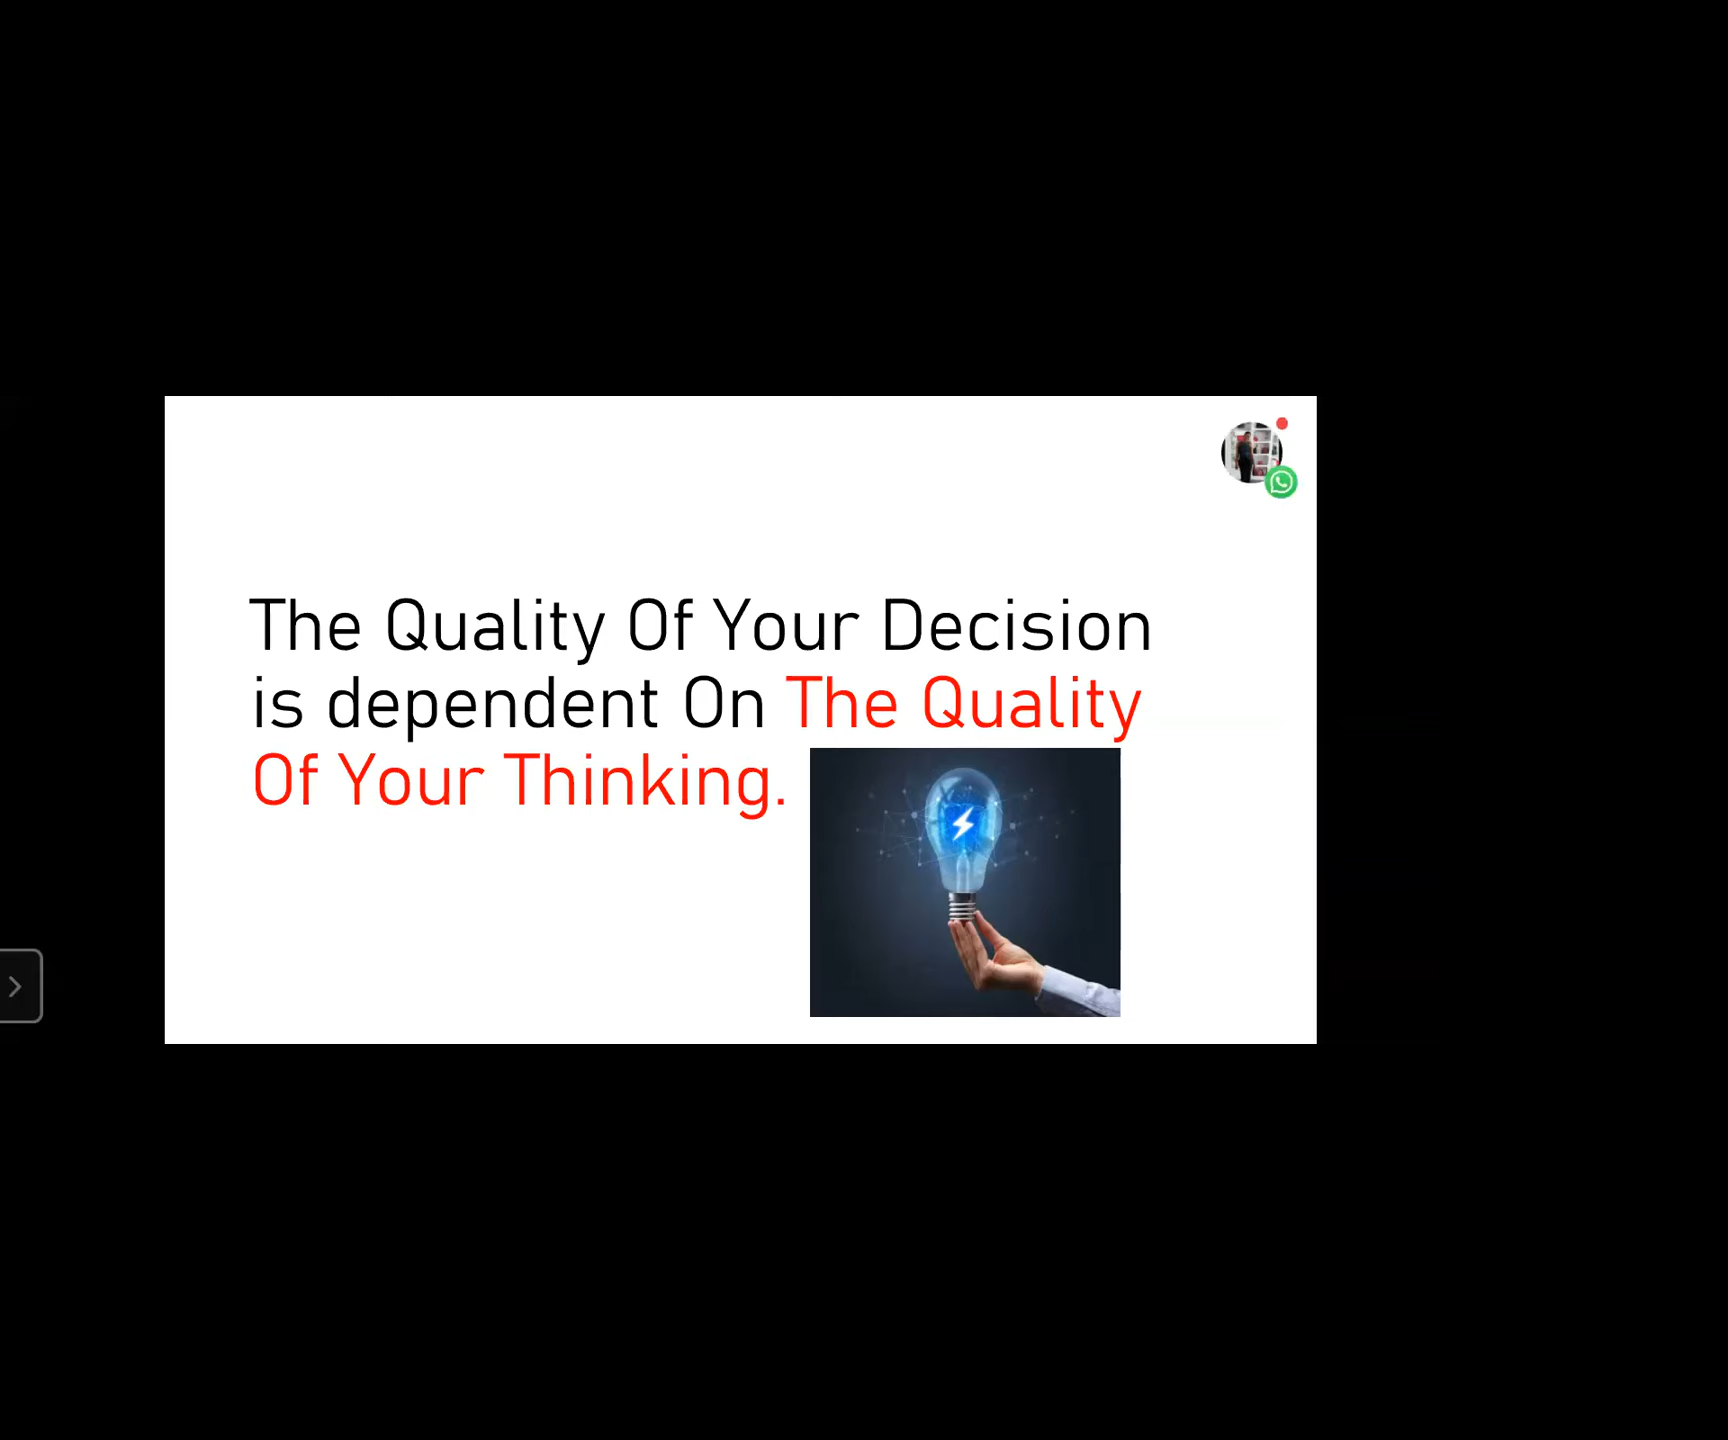 The Quality Of Your Decision
is dependent On The Quality
Of Your Thinking.